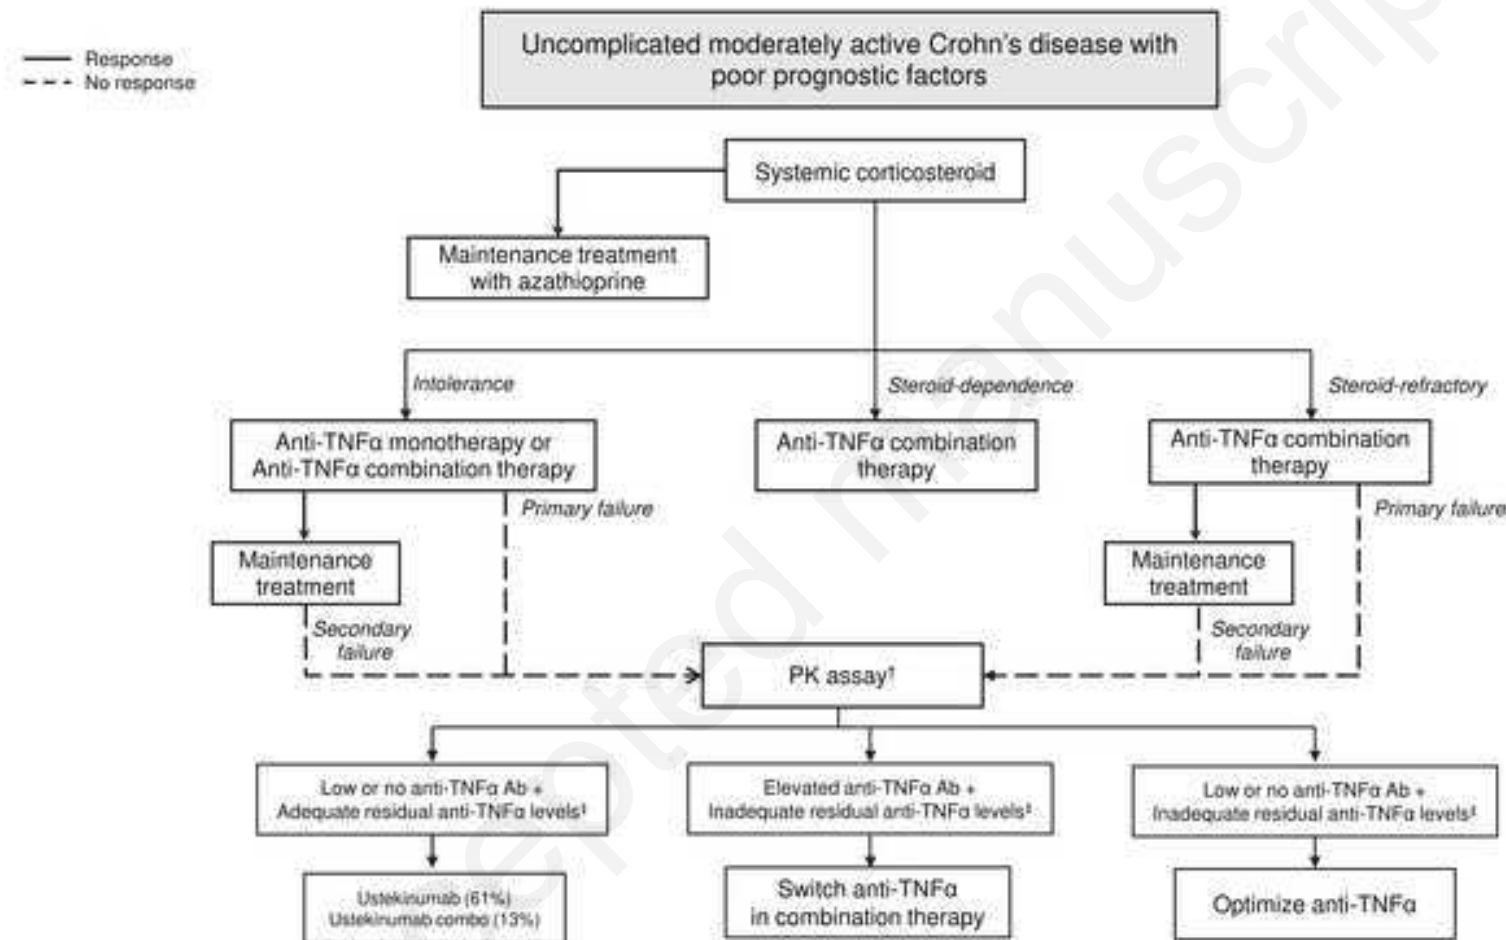 Response
No response
Uncomplicated moderately active Crohn's disease with
poor prognostic factors
Systemic corticosteroid
Maintenance treatment
with azathioprine
Intolerance
Steroid-dependence
Steroid-refractory
Anti-TNFα monotherapy or
Anti-TNFα combination therapy
Anti-TNFα combination
therapy
Anti-TNFα combination
therapy
Primary failure
Primary failure
Maintenance
treatment
Maintenance
treatment
Secondary
failure
Secondary
failure
PK assay†
Low or no anti-TNFα Ab +
Adequate residual anti-TNFα levels‡
Elevated anti-TNFα Ab +
Inadequate residual anti-TNFα levels‡
Low or no anti-TNFα Ab +
Inadequate residual anti-TNFα levels‡
Ustekinumab (61%)
Ustekinumab combo (13%)
Switch anti-TNFα
in combination therapy
Optimize anti-TNFα
epted manuscrip